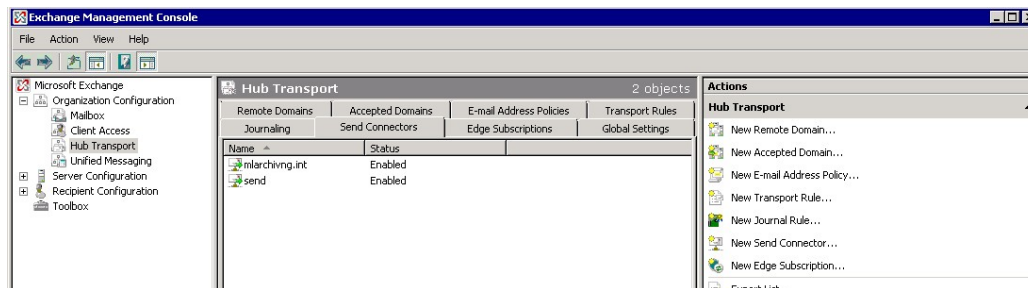 Exchange Management Console
File Action View Help
Microsoft Exchange
Organization Configuration
Mailbox
Client Access
Hub Transport
Unified Messaging
Server Configuration
Recipient Configuration
Toolbox
Hub Transport 2 objects
Remote Domains Accepted Domains E-mail Address Policies Transport Rules
Journaling Send Connectors Edge Subscriptions Global Settings
Name Status
mlarchivng.int Enabled
send Enabled
Actions
Hub Transport
New Remote Domain...
New Accepted Domain...
New E-mail Address Policy...
New Transport Rule...
New Journal Rule...
New Send Connector...
New Edge Subscription...